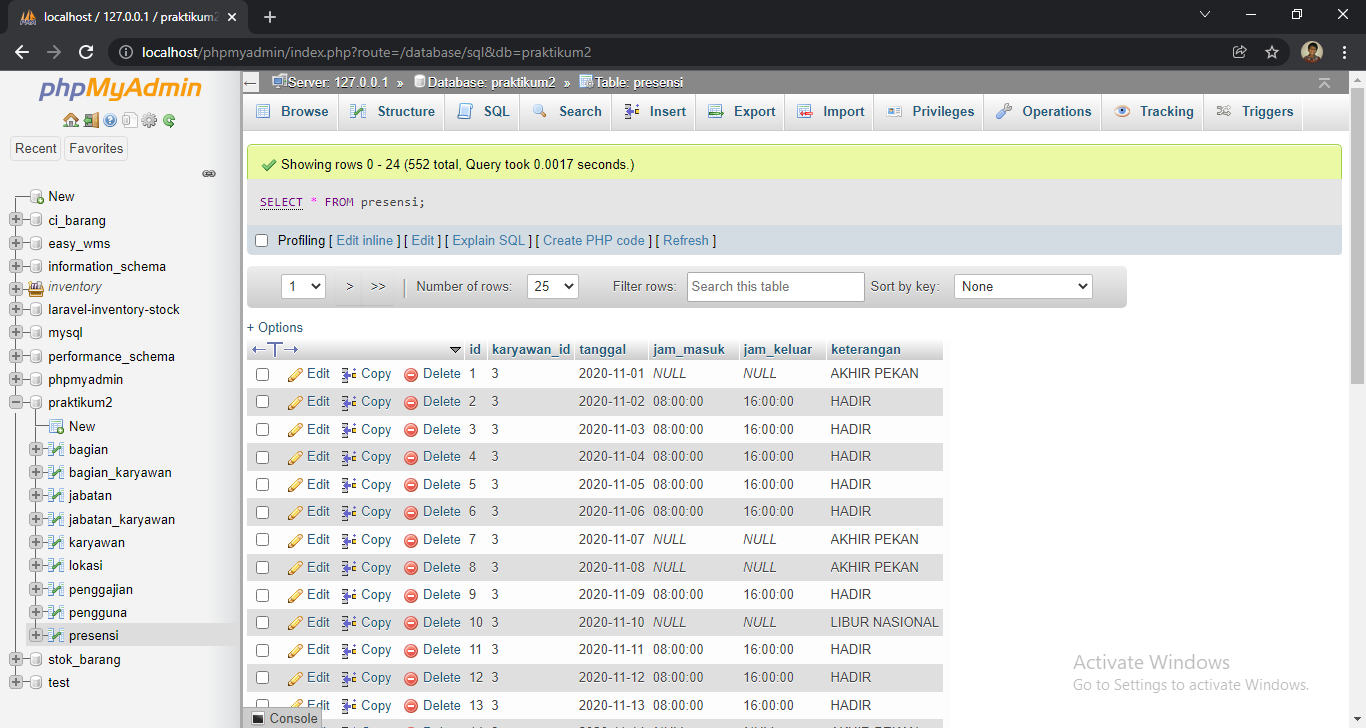 localhost / 127.0.0.1 / praktikum2
localhost/phpmyadmin/index.php?route=/database/sql&db=praktikum2
phpMyAdmin
Recent Favorites
New
ci_barang
easy_wms
information_schema
inventory
laravel-inventory-stock
mysql
performance_schema
phpmyadmin
praktikum2
New
bagian
bagian_karyawan
jabatan
jabatan_karyawan
karyawan
lokasi
penggajian
pengguna
presensi
stok_barang
test
Server: 127.0.0.1 » Database: praktikum2 » Table: presensi
Browse Structure SQL Search Insert Export Import Privileges Operations Tracking Triggers
Showing rows 0 - 24 (552 total, Query took 0.0017 seconds.)
SELECT * FROM presensi;
Profiling [ Edit inline ] [ Edit ] [ Explain SQL ] [ Create PHP code ] [ Refresh ]
1 > >> | Number of rows: 25 Filter rows: Search this table Sort by key: None
+ Options
←T→ id karyawan_id tanggal jam_masuk jam_keluar keterangan
Edit Copy Delete 1 3 2020-11-01 NULL NULL AKHIR PEKAN
Edit Copy Delete 2 3 2020-11-02 08:00:00 16:00:00 HADIR
Edit Copy Delete 3 3 2020-11-03 08:00:00 16:00:00 HADIR
Edit Copy Delete 4 3 2020-11-04 08:00:00 16:00:00 HADIR
Edit Copy Delete 5 3 2020-11-05 08:00:00 16:00:00 HADIR
Edit Copy Delete 6 3 2020-11-06 08:00:00 16:00:00 HADIR
Edit Copy Delete 7 3 2020-11-07 NULL NULL AKHIR PEKAN
Edit Copy Delete 8 3 2020-11-08 NULL NULL AKHIR PEKAN
Edit Copy Delete 9 3 2020-11-09 08:00:00 16:00:00 HADIR
Edit Copy Delete 10 3 2020-11-10 NULL NULL LIBUR NASIONAL
Edit Copy Delete 11 3 2020-11-11 08:00:00 16:00:00 HADIR
Edit Copy Delete 12 3 2020-11-12 08:00:00 16:00:00 HADIR
Edit Copy Delete 13 3 2020-11-13 08:00:00 16:00:00 HADIR
Console
Activate Windows
Go to Settings to activate Windows.